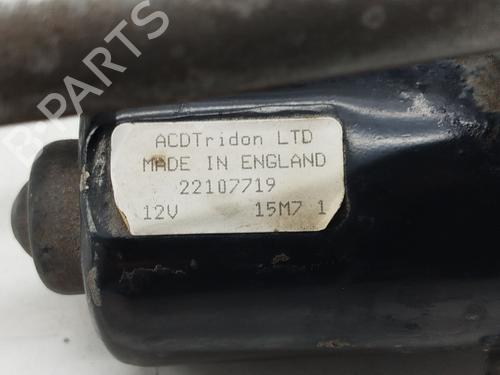 B-PARTS
ACDTridon LTD
MADE IN ENGLAND
22107719
12V 15M7 1